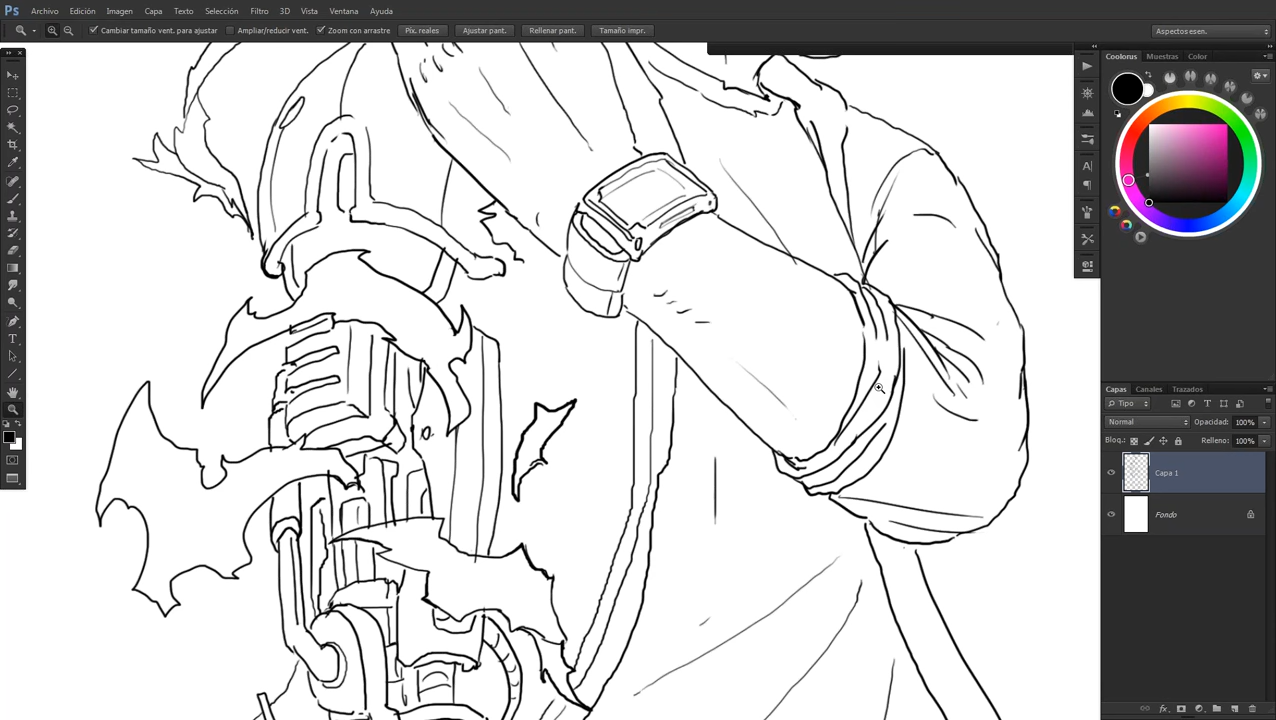 Ps Archivo Edición Imagen Capa Texto Selección Filtro 3D Vista Ventana Ayuda
Cambiar tamaño vent. para ajustar Ampliar/reducir vent. Zoom con arrastre Píx. reales Ajustar pant. Rellenar pant. Tamaño impr. Aspectos esen.
Coolorus Muestras Color
Capas Canales Trazados
Tipo
Normal Opacidad: 100%
Bloq.: Relleno: 100%
Capa 1
Fondo